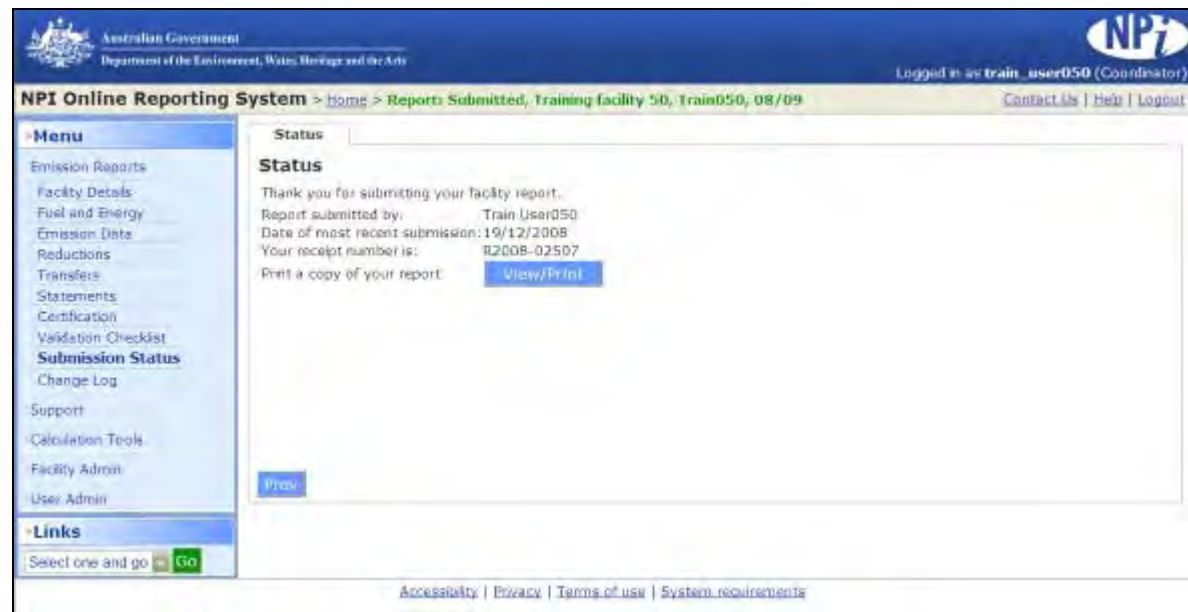 Australian Government
Department of the Environment, Water, Heritage and the Arts
NPi
Logged in as train_user050 (Coordinator)
NPI Online Reporting System > Home > Report: Submitted, Training facility 50, Train050, 08/09
Contact Us | Help | Logout
Menu
Emission Reports
Facility Details
Fuel and Energy
Emission Data
Reductions
Transfers
Statements
Certification
Validation Checklist
Submission Status
Change Log
Support
Calculation Tools
Facility Admin
User Admin
Links
Select one and go Go
Status
Status
Thank you for submitting your facility report.
Report submitted by: Train User050
Date of most recent submission: 19/12/2008
Your receipt number is: R2008-02507
Print a copy of your report View/Print
Prev
Accessibility | Privacy | Terms of use | System requirements